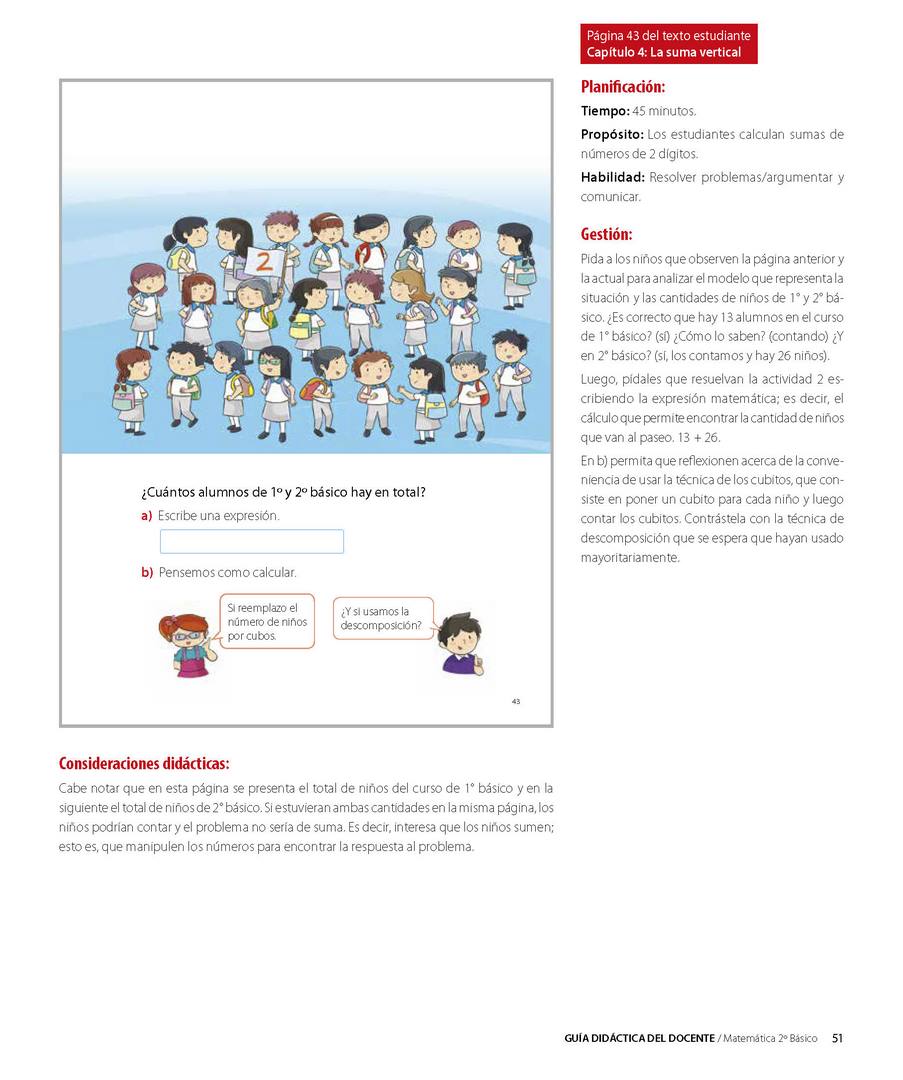 Página 43 del texto estudiante
Capítulo 4: La suma vertical
2
¿Cuántos alumnos de 1º y 2º básico hay en total?
a) Escribe una expresión.
b) Pensemos como calcular.
Si reemplazo el
número de niños
por cubos.
¿Y si usamos la
descomposición?
43
Planificación:
Tiempo: 45 minutos.
Propósito: Los estudiantes calculan sumas de
números de 2 dígitos.
Habilidad: Resolver problemas/argumentar y
comunicar.
Gestión:
Pida a los niños que observen la página anterior y
la actual para analizar el modelo que representa la
situación y las cantidades de niños de 1° y 2° bá-
sico. ¿Es correcto que hay 13 alumnos en el curso
de 1° básico? (sí) ¿Cómo lo saben? (contando) ¿Y
en 2° básico? (sí, los contamos y hay 26 niños).
Luego, pídales que resuelvan la actividad 2 es-
cribiendo la expresión matemática; es decir, el
cálculo que permite encontrar la cantidad de niños
que van al paseo. 13 + 26.
En b) permita que reflexionen acerca de la conve-
niencia de usar la técnica de los cubitos, que con-
siste en poner un cubito para cada niño y luego
contar los cubitos. Contrástela con la técnica de
descomposición que se espera que hayan usado
mayoritariamente.
Consideraciones didácticas:
Cabe notar que en esta página se presenta el total de niños del curso de 1° básico y en la
siguiente el total de niños de 2° básico. Si estuvieran ambas cantidades en la misma página, los
niños podrían contar y el problema no sería de suma. Es decir, interesa que los niños sumen;
esto es, que manipulen los números para encontrar la respuesta al problema.
GUÍA DIDÁCTICA DEL DOCENTE / Matemática 2º Básico 51